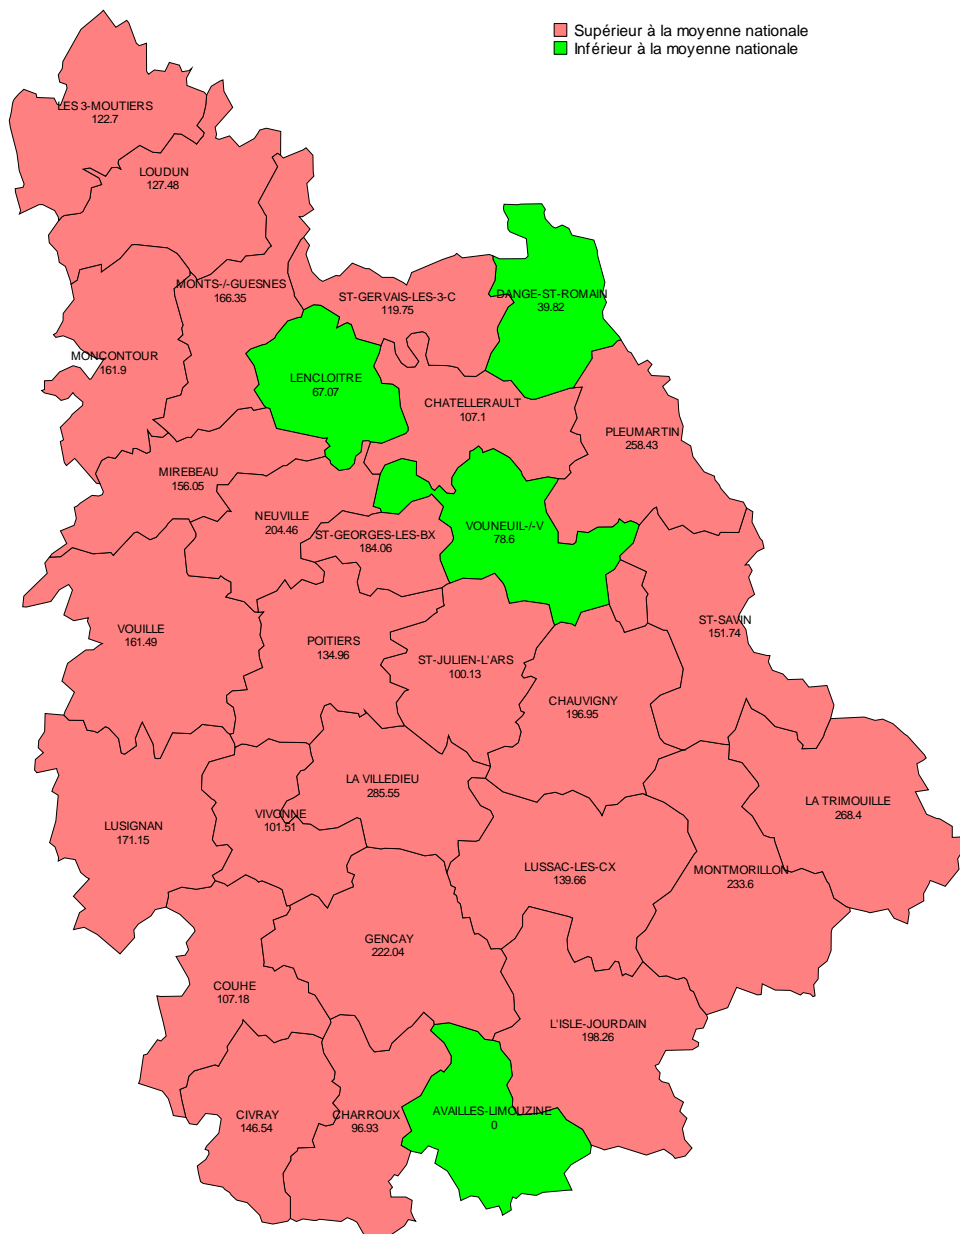 Supérieur à la moyenne nationale
Inférieur à la moyenne nationale
LES 3-MOUTIERS
122.7
LOUDUN
127.48
MONTS-/-GUESNES
166.35
ST-GERVAIS-LES-3-C
119.75
DANGE-ST-ROMAIN
39.82
MONCONTOUR
161.9
LENCLOITRE
67.07
CHATELLERAULT
107.1
PLEUMARTIN
258.43
MIREBEAU
156.05
NEUVILLE
204.46
ST-GEORGES-LES-BX
184.06
VOUNEUIL-/-V
78.6
VOUILLE
161.49
POITIERS
134.96
ST-JULIEN-L'ARS
100.13
ST-SAVIN
151.74
CHAUVIGNY
196.95
LA VILLEDIEU
285.55
LA TRIMOUILLE
268.4
LUSIGNAN
171.15
VIVONNE
101.51
LUSSAC-LES-CX
139.66
MONTMORILLON
233.6
GENCAY
222.04
COUHE
107.18
L'ISLE-JOURDAIN
198.26
CIVRAY
146.54
CHARROUX
96.93
AVAILLES-LIMOUZINE
0